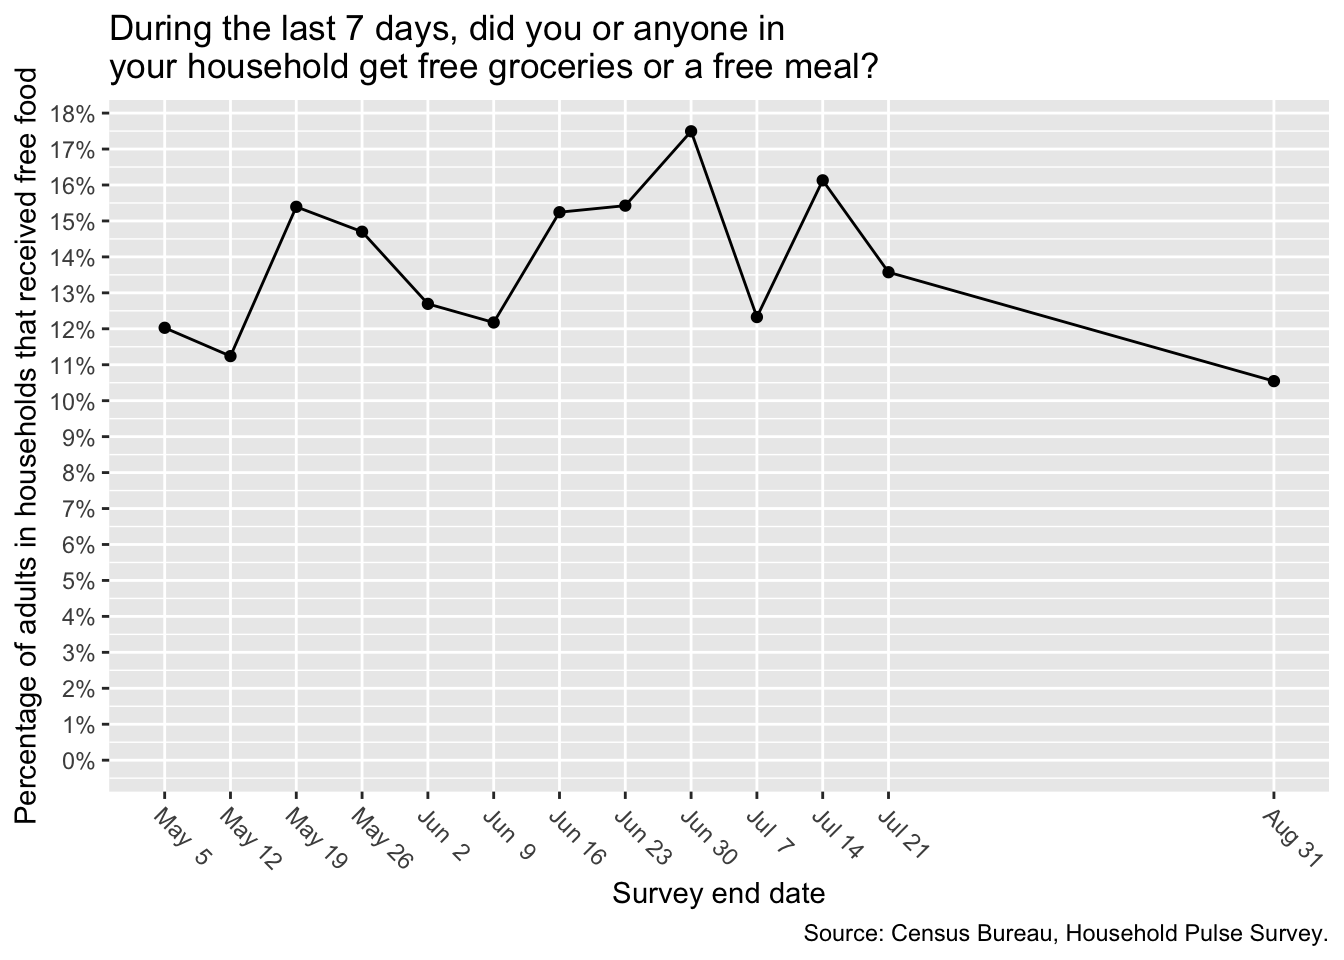 During the last 7 days, did you or anyone in
your household get free groceries or a free meal?
Percentage of adults in households that received free food
18%
17%
16%
15%
14%
13%
12%
11%
10%
9%
8%
7%
6%
5%
4%
3%
2%
1%
0%
May 5
May 12
May 19
May 26
Jun 2
Jun 9
Jun 16
Jun 23
Jun 30
Jul 7
Jul 14
Jul 21
Aug 31
Survey end date
Source: Census Bureau, Household Pulse Survey.